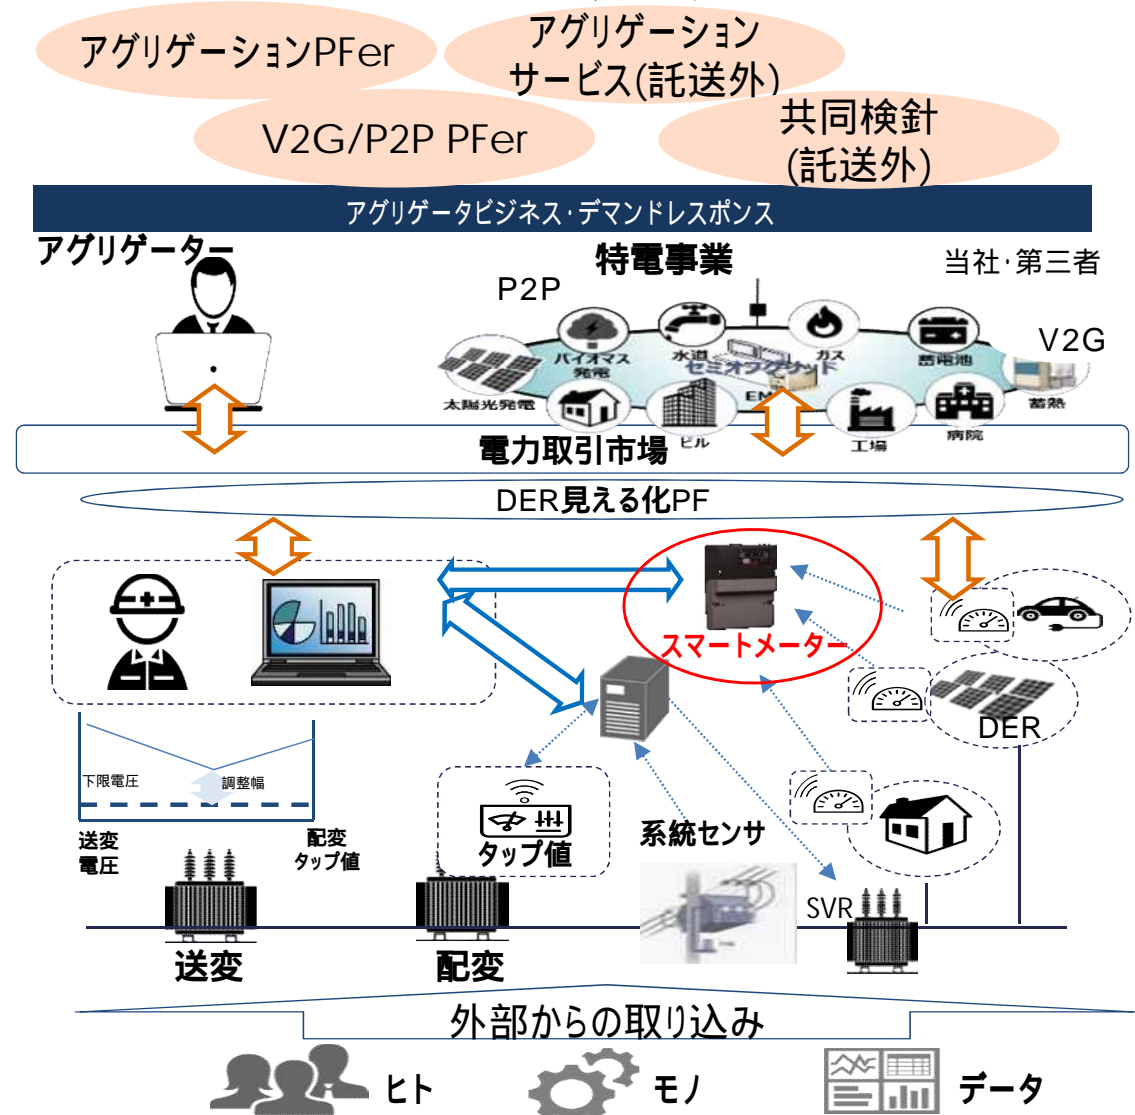 アグリゲーションPFer
アグリゲーション
サービス(託送外)
V2G/P2P PFer
共同検針
(託送外)
アグリゲータビジネス・デマンドレスポンス
アグリゲーター
特電事業
当社・第三者
P2P
V2G
バイオマス
発電
水道
ガス
蓄電池
太陽光発電
蓄熱
ビル
工場
病院
電力取引市場
DER見える化PF
スマートメーター
DER
下限電圧
調整幅
送変
電圧
配変
タップ値
タップ値
系統センサ
SVR
送変
配変
外部からの取り込み
ヒト
モノ
データ